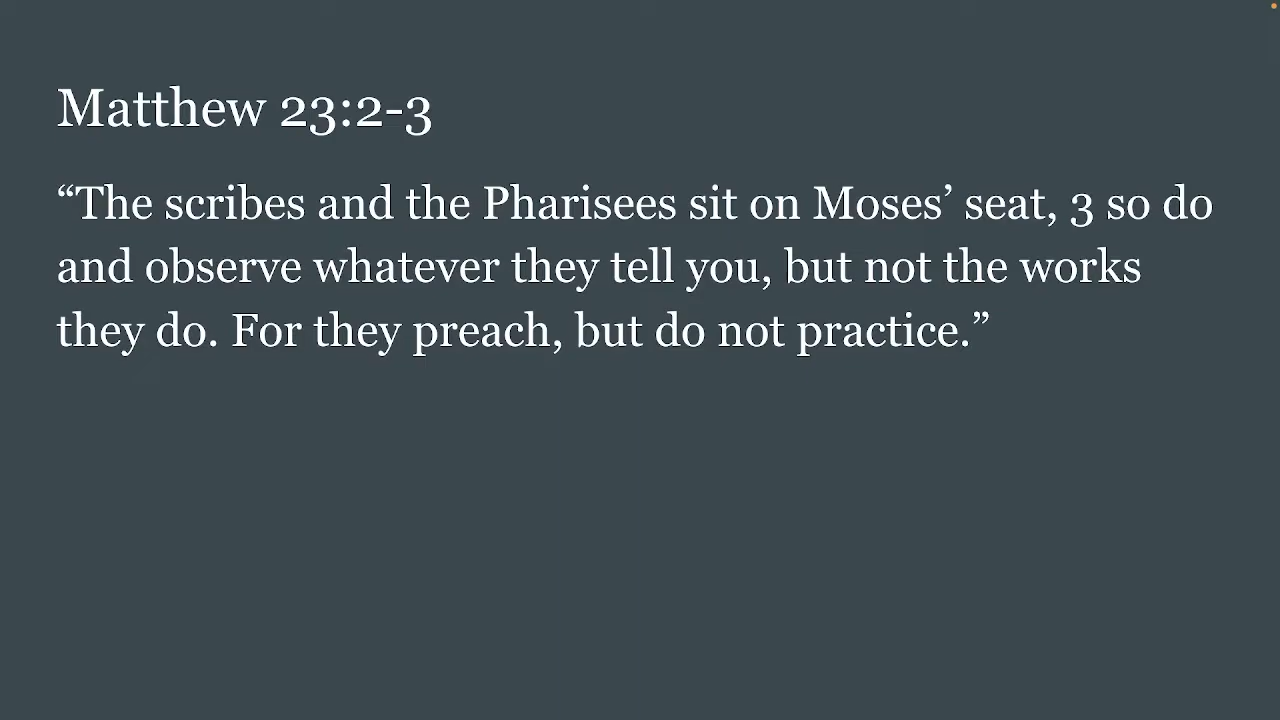 Matthew 23:2-3
“The scribes and the Pharisees sit on Moses’ seat, 3 so do
and observe whatever they tell you, but not the works
they do. For they preach, but do not practice.”